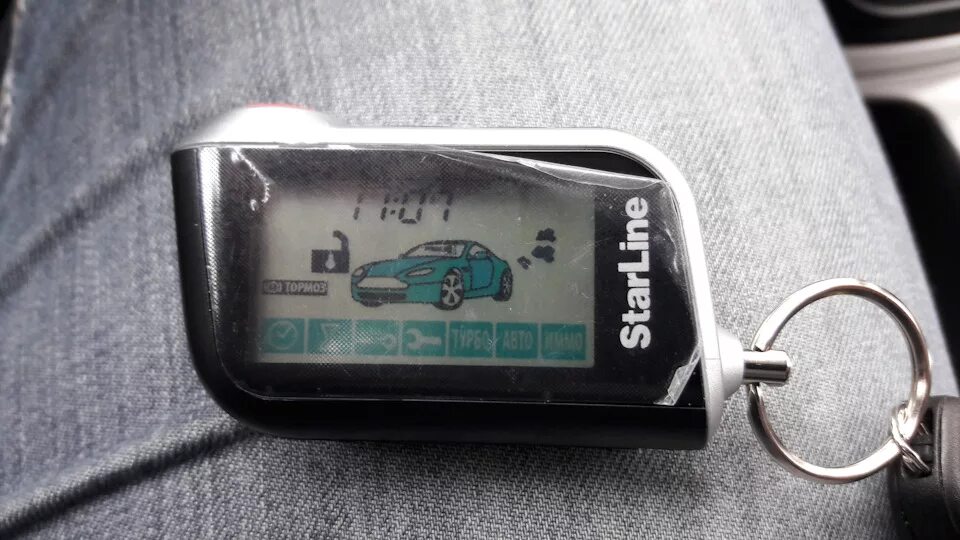 11:07
ТОРМОЗ
ТУРБО АВТО ИММО
StarLine